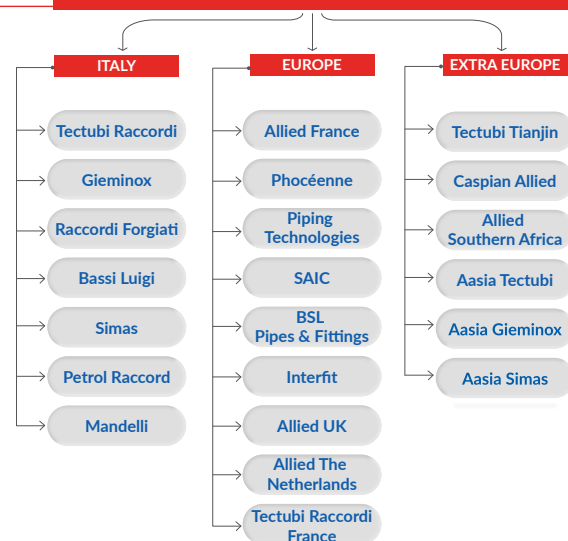 ITALY
Tectubi Raccordi
Gieminox
Raccordi Forgiati
Bassi Luigi
Simas
Petrol Raccord
Mandelli
EUROPE
Allied France
Phocéenne
Piping
Technologies
SAIC
BSL
Pipes & Fittings
Interfit
Allied UK
Allied The
Netherlands
Tectubi Raccordi
France
EXTRA EUROPE
Tectubi Tianjin
Caspian Allied
Allied
Southern Africa
Aasia Tectubi
Aasia Gieminox
Aasia Simas